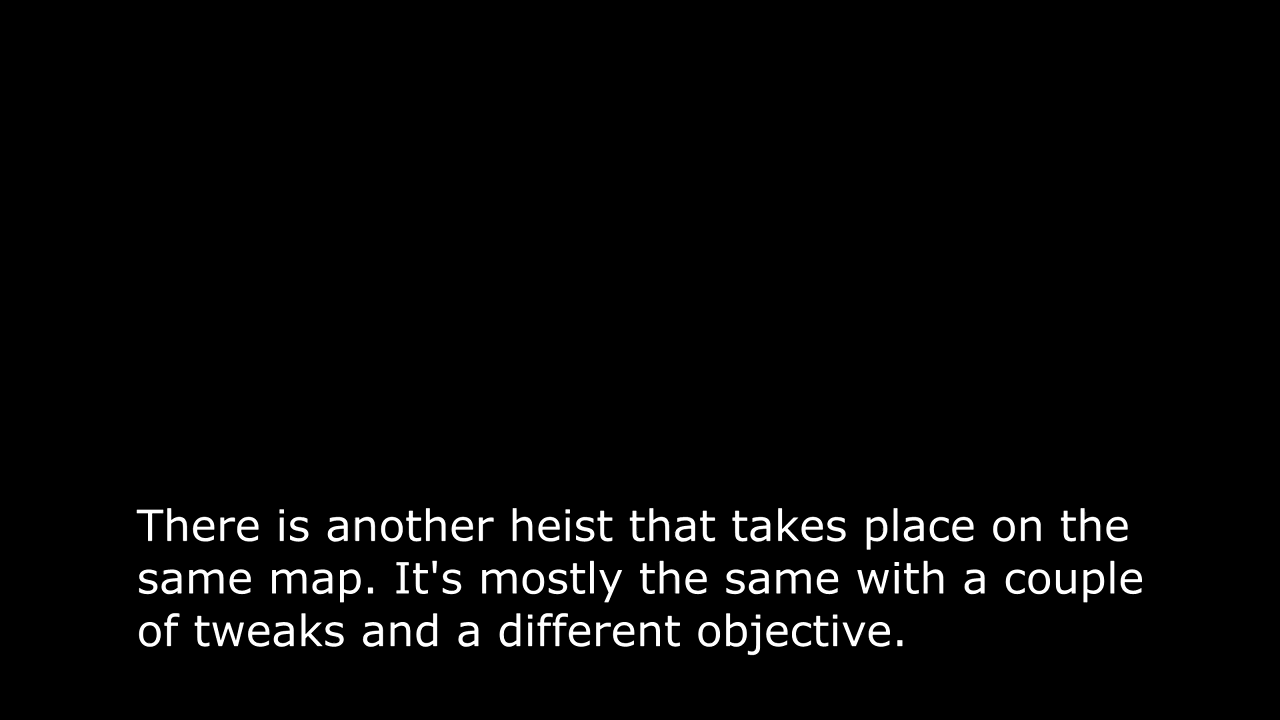 There is another heist that takes place on the
same map. It's mostly the same with a couple
of tweaks and a different objective.